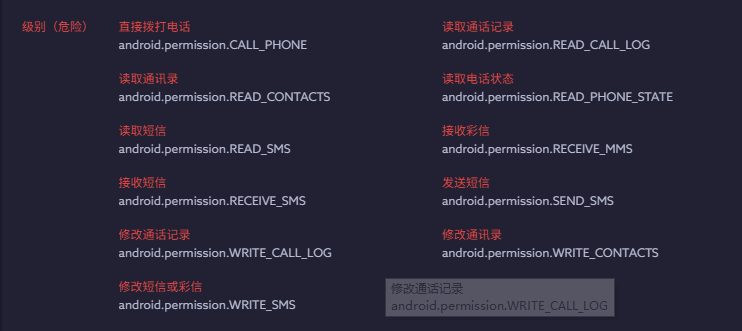 级别（危险）
直接拨打电话
android.permission.CALL_PHONE
读取通话记录
android.permission.READ_CALL_LOG
读取通讯录
android.permission.READ_CONTACTS
读取电话状态
android.permission.READ_PHONE_STATE
读取短信
android.permission.READ_SMS
接收彩信
android.permission.RECEIVE_MMS
接收短信
android.permission.RECEIVE_SMS
发送短信
android.permission.SEND_SMS
修改通话记录
android.permission.WRITE_CALL_LOG
修改通讯录
android.permission.WRITE_CONTACTS
修改短信或彩信
android.permission.WRITE_SMS
修改通话记录
android.permission.WRITE_CALL_LOG